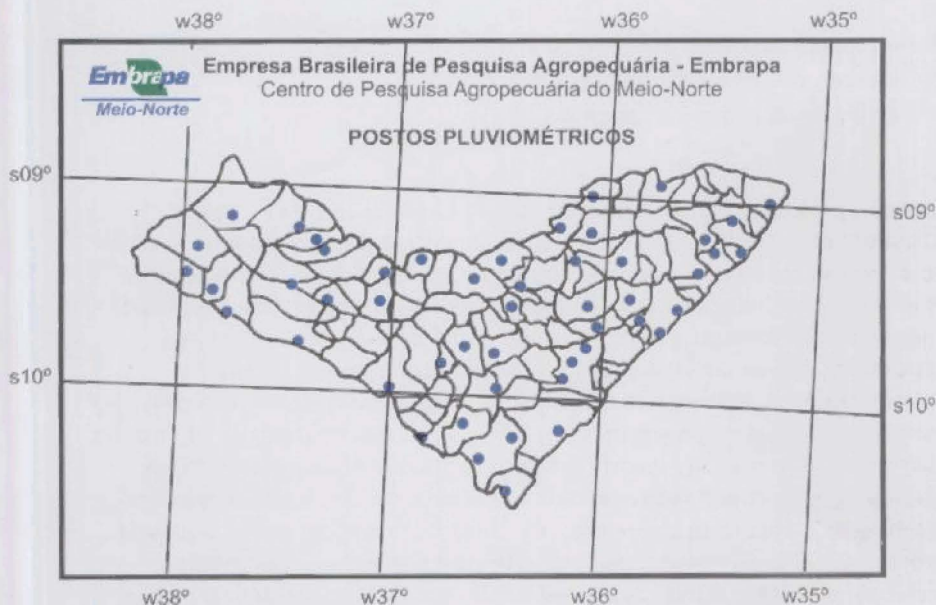 w38° w37° w36° w35°
Embrapa
Meio-Norte
Empresa Brasileira de Pesquisa Agropecuária - Embrapa
Centro de Pesquisa Agropecuária do Meio-Norte
POSTOS PLUVIOMÉTRICOS
s09° s09°
s10° s10°
w38° w37° w36° w35°